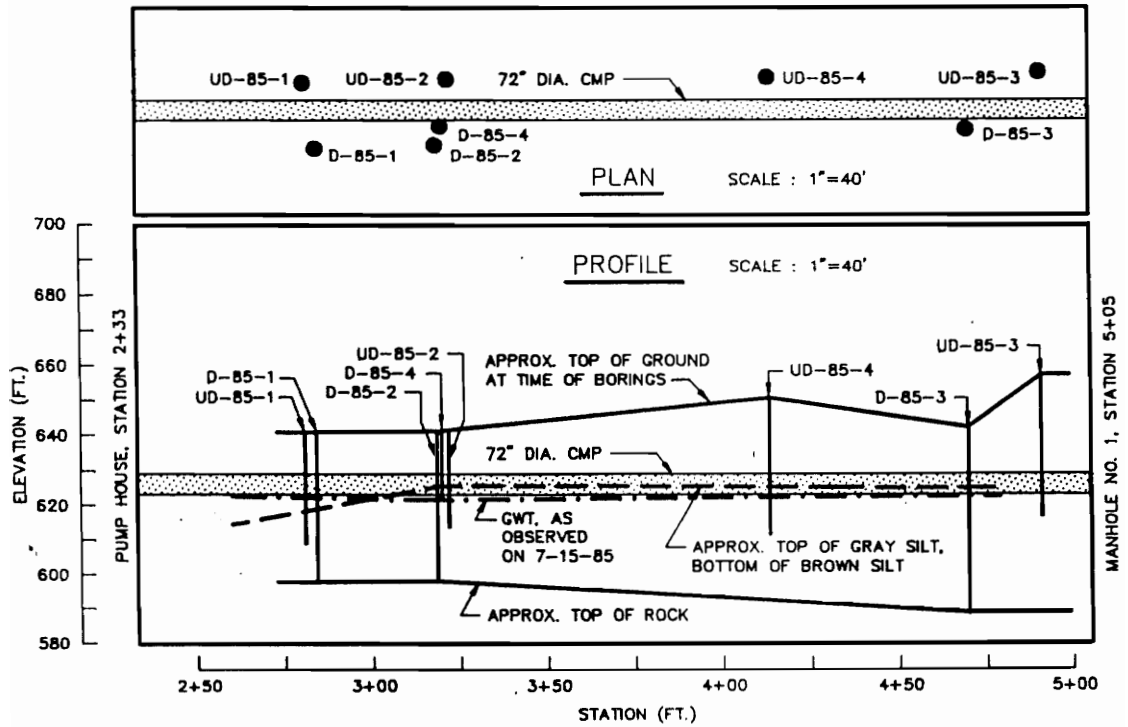 UD-85-1
UD-85-2
72" DIA. CMP
UD-85-4
UD-85-3
D-85-4
D-85-1
D-85-2
D-85-3
PLAN
SCALE : 1"=40'
700
680
660
640
620
600
580
ELEVATION (FT.)
PUMP HOUSE, STATION 2+33
PROFILE
SCALE : 1"=40'
UD-85-2
D-85-4
D-85-2
D-85-1
UD-85-1
APPROX. TOP OF GROUND
AT TIME OF BORINGS
UD-85-4
UD-85-3
D-85-3
72" DIA. CMP
GWT, AS
OBSERVED
ON 7-15-85
APPROX. TOP OF GRAY SILT,
BOTTOM OF BROWN SILT
APPROX. TOP OF ROCK
MANHOLE NO. 1, STATION 5+05
2+50
3+00
3+50
4+00
4+50
5+00
STATION (FT.)